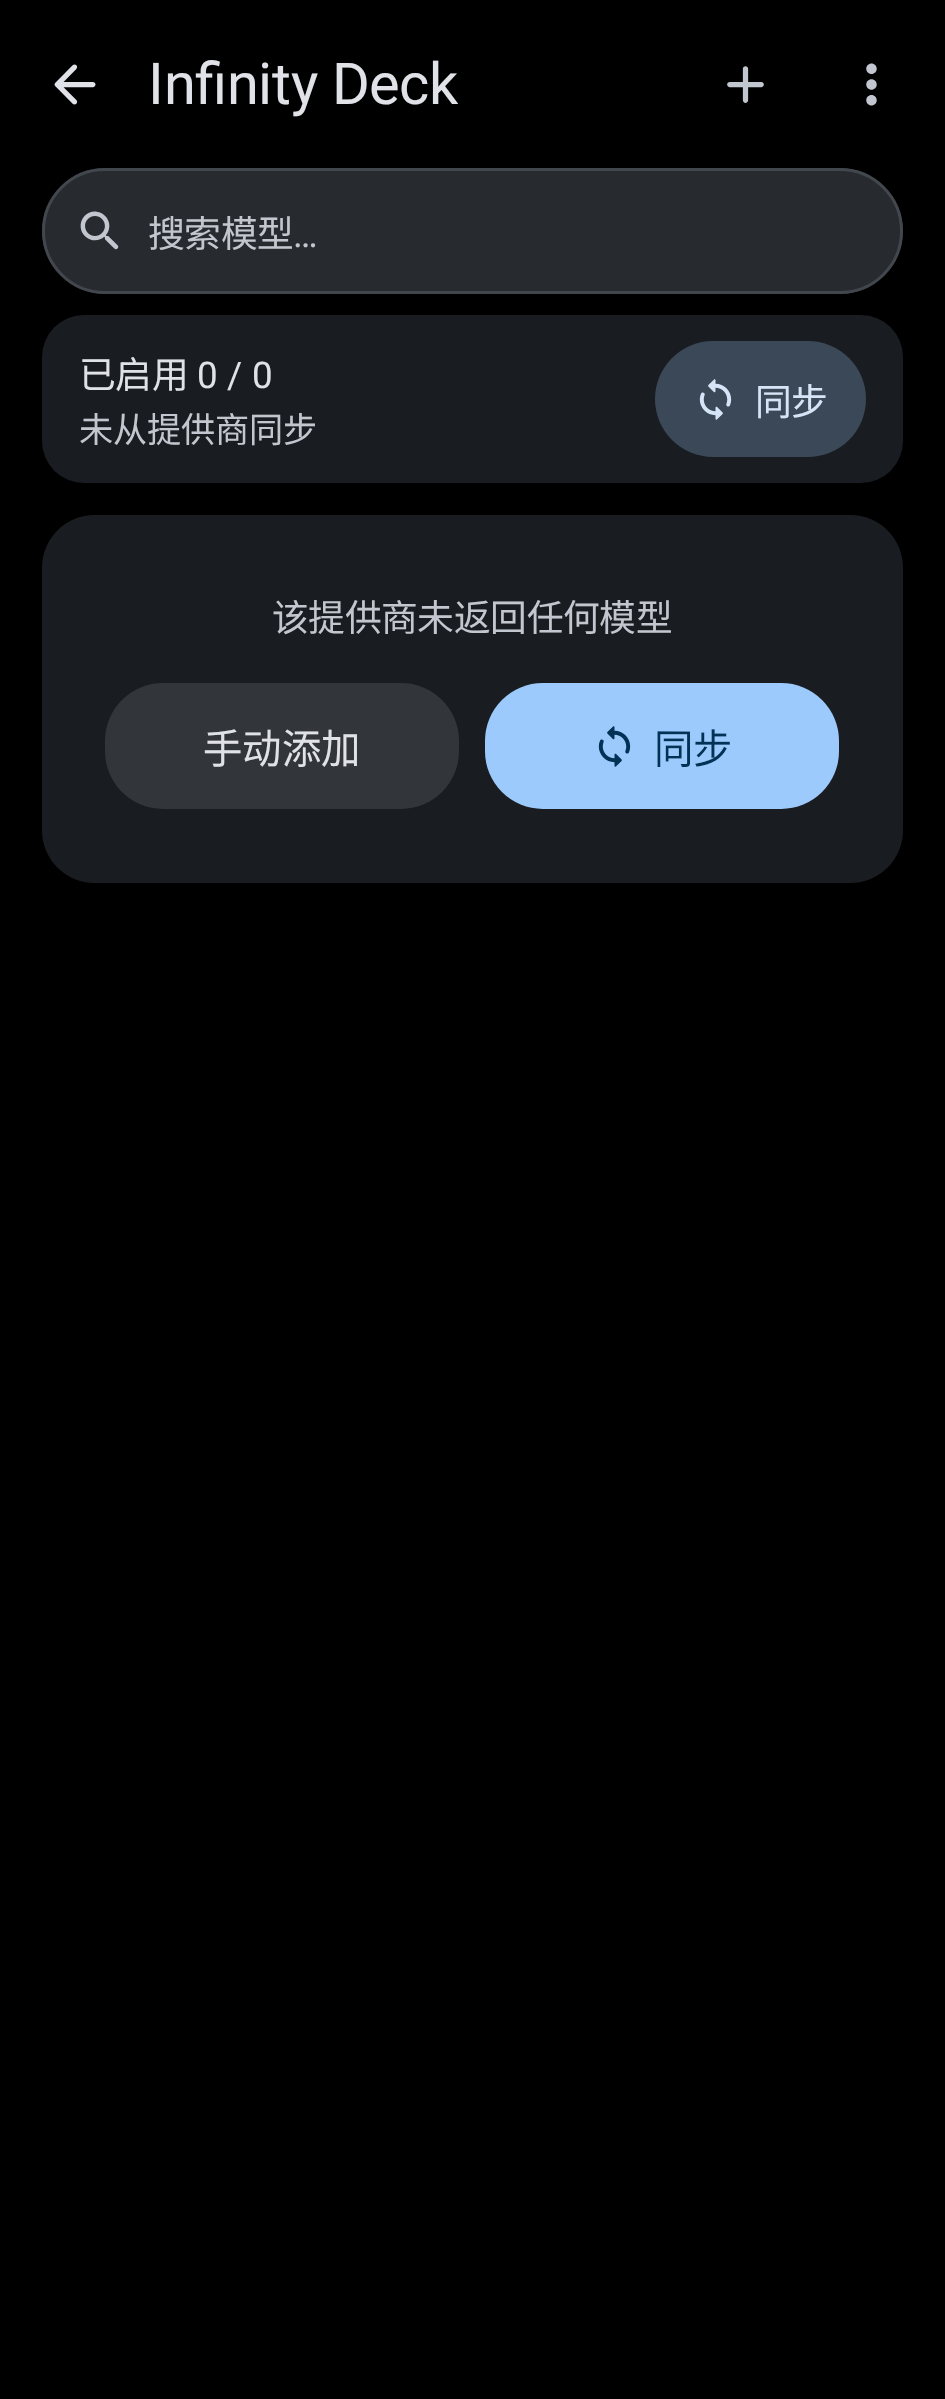 Infinity Deck
搜索模型…
已启用 0 / 0
未从提供商同步
同步
该提供商未返回任何模型
手动添加
同步